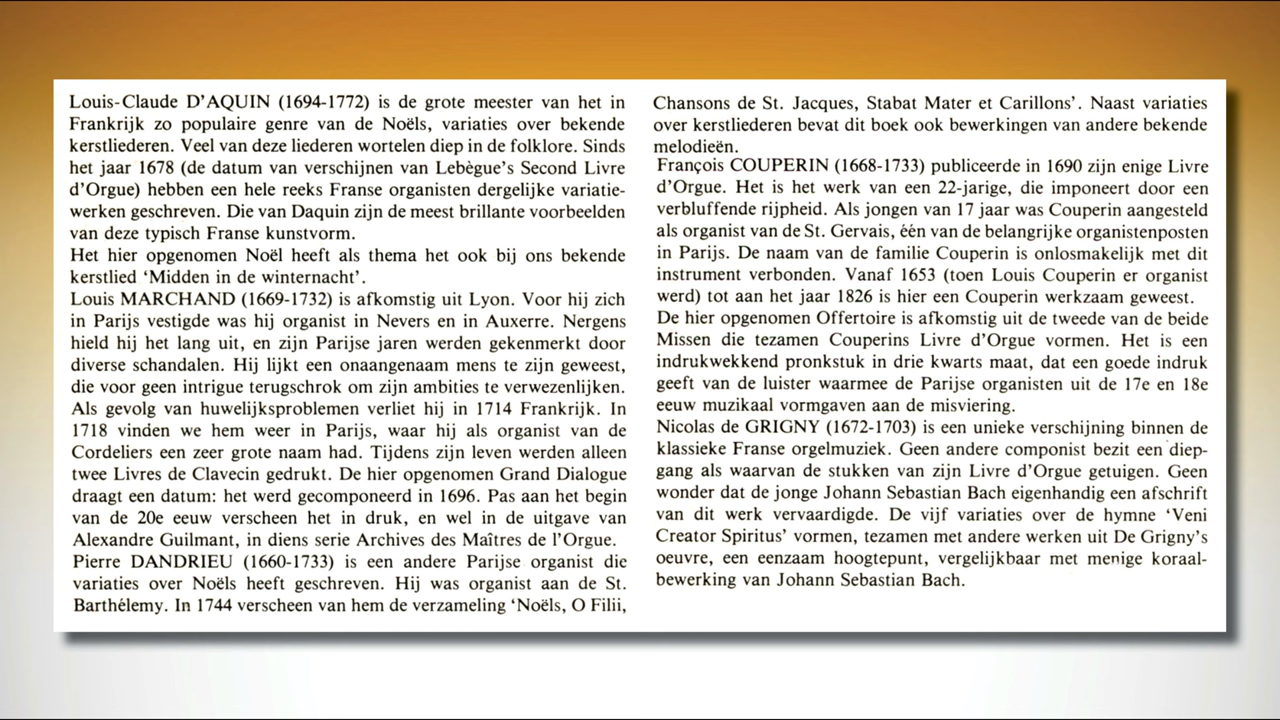 Louis-Claude D'AQUIN (1694-1772) is de grote meester van het in
Frankrijk zo populaire genre van de Noëls, variaties over bekende
kerstliederen. Veel van deze liederen wortelen diep in de folklore. Sinds
het jaar 1678 (de datum van verschijnen van Lebègue's Second Livre
d'Orgue) hebben een hele reeks Franse organisten dergelijke variatie-
werken geschreven. Die van Daquin zijn de meest brillante voorbeelden
van deze typisch Franse kunstvorm.
Het hier opgenomen Noël heeft als thema het ook bij ons bekende
kerstlied ‘Midden in de winternacht’.
Louis MARCHAND (1669-1732) is afkomstig uit Lyon. Voor hij zich
in Parijs vestigde was hij organist in Nevers en in Auxerre. Nergens
hield hij het lang uit, en zijn Parijse jaren werden gekenmerkt door
diverse schandalen. Hij lijkt een onaangenaam mens te zijn geweest,
die voor geen intrigue terugschrok om zijn ambities te verwezenlijken.
Als gevolg van huwelijksproblemen verliet hij in 1714 Frankrijk. In
1718 vinden we hem weer in Parijs, waar hij als organist van de
Cordeliers een zeer grote naam had. Tijdens zijn leven werden alleen
twee Livres de Clavecin gedrukt. De hier opgenomen Grand Dialogue
draagt een datum: het werd gecomponeerd in 1696. Pas aan het begin
van de 20e eeuw verscheen het in druk, en wel in de uitgave van
Alexandre Guilmant, in diens serie Archives des Maîtres de l'Orgue.
Pierre DANDRIEU (1660-1733) is een andere Parijse organist die
variaties over Noëls heeft geschreven. Hij was organist aan de St.
Barthélemy. In 1744 verscheen van hem de verzameling ‘Noëls, O Filii,
Chansons de St. Jacques, Stabat Mater et Carillons’. Naast variaties
over kerstliederen bevat dit boek ook bewerkingen van andere bekende
melodieën.
François COUPERIN (1668-1733) publiceerde in 1690 zijn enige Livre
d'Orgue. Het is het werk van een 22-jarige, die imponeert door een
verbluffende rijpheid. Als jongen van 17 jaar was Couperin aangesteld
als organist van de St. Gervais, één van de belangrijke organistenposten
in Parijs. De naam van de familie Couperin is onlosmakelijk met dit
instrument verbonden. Vanaf 1653 (toen Louis Couperin er organist
werd) tot aan het jaar 1826 is hier een Couperin werkzaam geweest.
De hier opgenomen Offertoire is afkomstig uit de tweede van de beide
Missen die tezamen Couperins Livre d'Orgue vormen. Het is een
indrukwekkend pronkstuk in drie kwarts maat, dat een goede indruk
geeft van de luister waarmee de Parijse organisten uit de 17e en 18e
eeuw muzikaal vormgaven aan de misviering.
Nicolas de GRIGNY (1672-1703) is een unieke verschijning binnen de
klassieke Franse orgelmuziek. Geen andere componist bezit een diep-
gang als waarvan de stukken van zijn Livre d'Orgue getuigen. Geen
wonder dat de jonge Johann Sebastian Bach eigenhandig een afschrift
van dit werk vervaardigde. De vijf variaties over de hymne ‘Veni
Creator Spiritus’ vormen, tezamen met andere werken uit De Grigny's
oeuvre, een eenzaam hoogtepunt, vergelijkbaar met menige koraal-
bewerking van Johann Sebastian Bach.